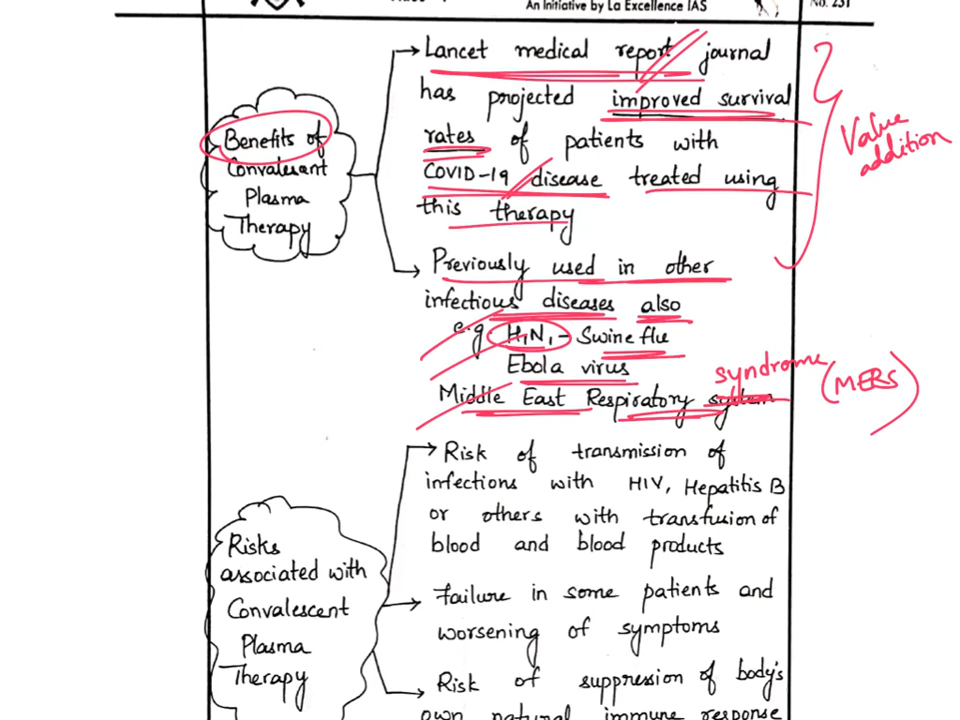 An Initiative by La Excellence IAS
No. 231
Benefits of
Convalesant
Plasma
Therapy
Lancet medical report journal
has projected improved survival
rates of patients with
COVID-19 disease treated using
this therapy
Value
addition
Previously used in other
infectious diseases also
e.g. H1N1 - Swine flu
Ebola virus
syndrome
Middle East Respiratory system (MERS)
Risks
associated with
Convalescent
Plasma
Therapy
Risk of transmission of
infections with HIV, Hepatitis B
or others with transfusion of
blood and blood products
Failure in some patients and
worsening of symptoms
Risk of suppression of body's
own natural immune response